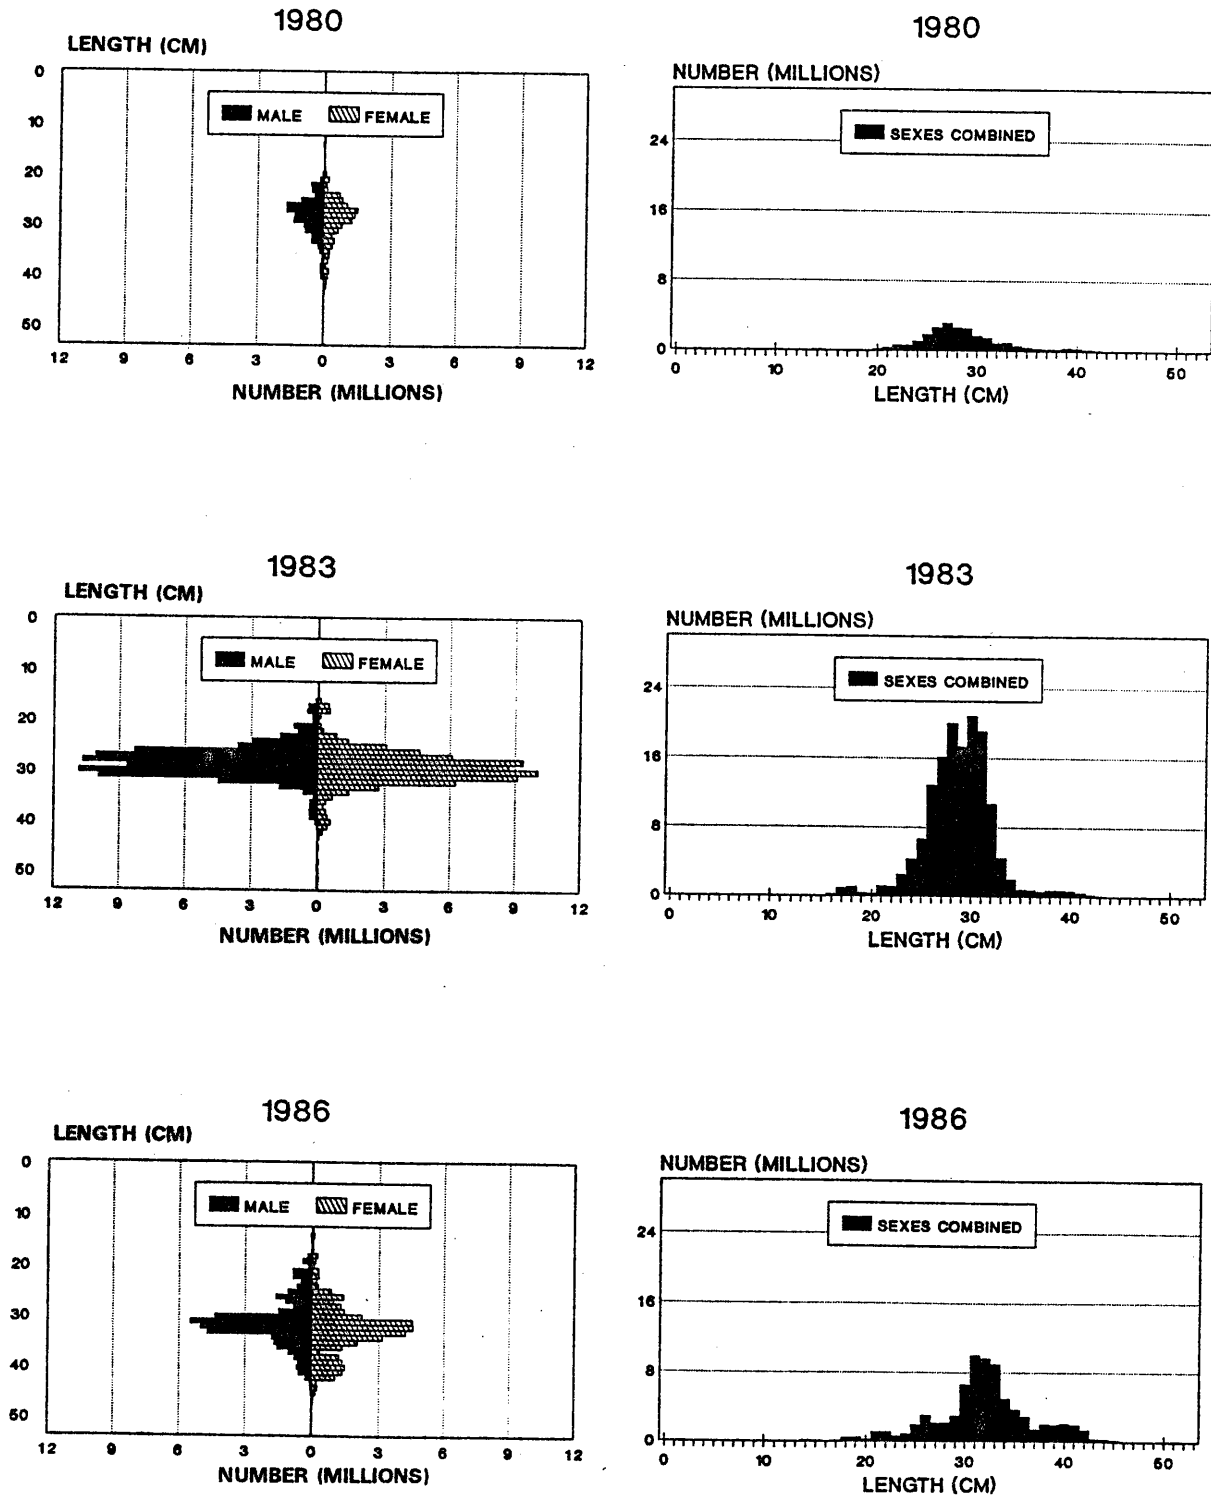 1980
LENGTH (CM)
MALE FEMALE
0
10
20
30
40
50
12 9 6 3 0 3 6 9 12
NUMBER (MILLIONS)
1980
NUMBER (MILLIONS)
SEXES COMBINED
24
16
8
0
0 10 20 30 40 50
LENGTH (CM)
1983
LENGTH (CM)
MALE FEMALE
0
10
20
30
40
50
12 9 6 3 0 3 6 9 12
NUMBER (MILLIONS)
1983
NUMBER (MILLIONS)
SEXES COMBINED
24
16
8
0
0 10 20 30 40 50
LENGTH (CM)
1986
LENGTH (CM)
MALE FEMALE
0
10
20
30
40
50
12 9 6 3 0 3 6 9 12
NUMBER (MILLIONS)
1986
NUMBER (MILLIONS)
SEXES COMBINED
24
16
8
0
0 10 20 30 40 50
LENGTH (CM)